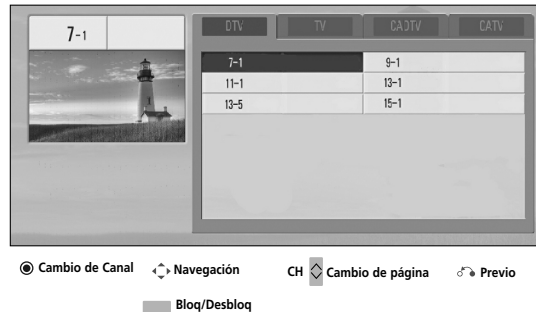 7-1
DTV TV CADTV CATV
7-1 9-1
11-1 13-1
13-5 15-1
Cambio de Canal Navegación CH Cambio de página Previo
Bloq/Desbloq